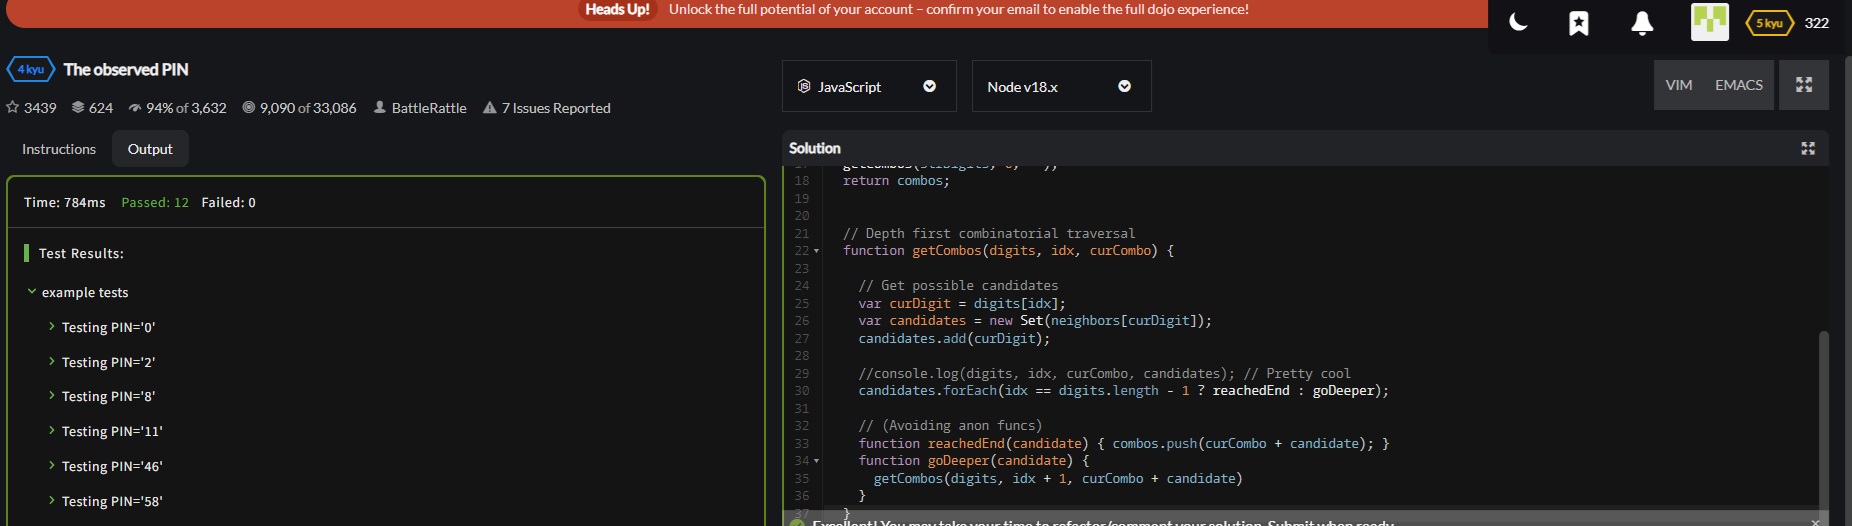 Heads Up! Unlock the full potential of your account – confirm your email to enable the full dojo experience!
5 kyu 322
4 kyu The observed PIN
3439 624 94% of 3,632 9,090 of 33,086 BattleRattle 7 Issues Reported
JavaScript Node v18.x VIM EMACS
Instructions Output
Time: 784ms Passed: 12 Failed: 0
Test Results:
example tests
Testing PIN='0'
Testing PIN='2'
Testing PIN='8'
Testing PIN='11'
Testing PIN='46'
Testing PIN='58'
Solution
18 return combos;
19
20
21 // Depth first combinatorial traversal
22 function getCombos(digits, idx, curCombo) {
23
24 // Get possible candidates
25 var curDigit = digits[idx];
26 var candidates = new Set(neighbors[curDigit]);
27 candidates.add(curDigit);
28
29 //console.log(digits, idx, curCombo, candidates); // Pretty cool
30 candidates.forEach(idx == digits.length - 1 ? reachedEnd : goDeeper);
31
32 // (Avoiding anon funcs)
33 function reachedEnd(candidate) { combos.push(curCombo + candidate); }
34 function goDeeper(candidate) {
35 getCombos(digits, idx + 1, curCombo + candidate)
36 }
37 }
Excellent! You may take your time to refactor/comment your solution. Submit when ready.